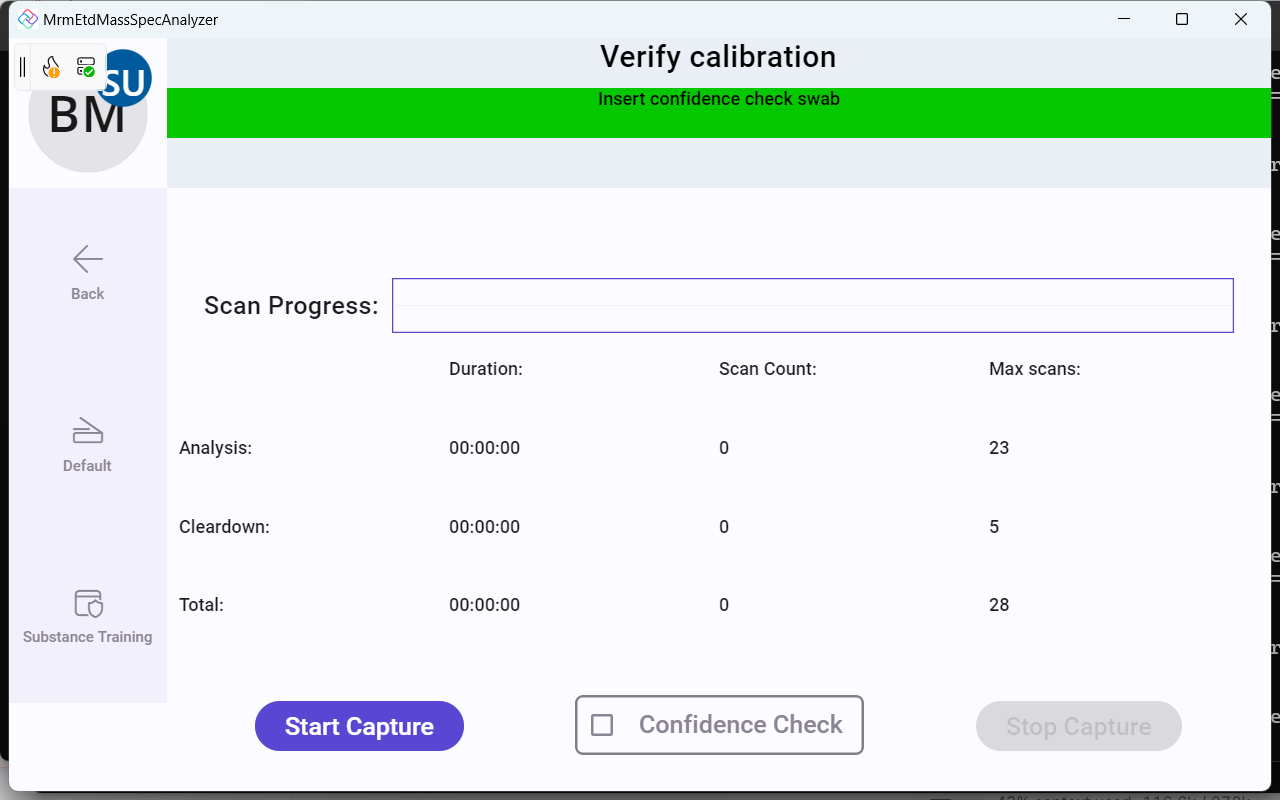 MrmEtdMassSpecAnalyzer
SU
BM
Verify calibration
Insert confidence check swab
Back
Default
Substance Training
Scan Progress:
Duration: Scan Count: Max scans:
Analysis: 00:00:00 0 23
Cleardown: 00:00:00 0 5
Total: 00:00:00 0 28
Start Capture
Confidence Check
Stop Capture